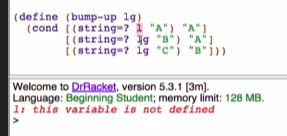 (define (bump-up lg)
(cond [(string=? l "A") "A"]
[(string=? lg "B") "A"]
[(string=? lg "C") "B"]))
Welcome to DrRacket, version 5.3.1 [3m].
Language: Beginning Student; memory limit: 128 MB.
l: this variable is not defined
>